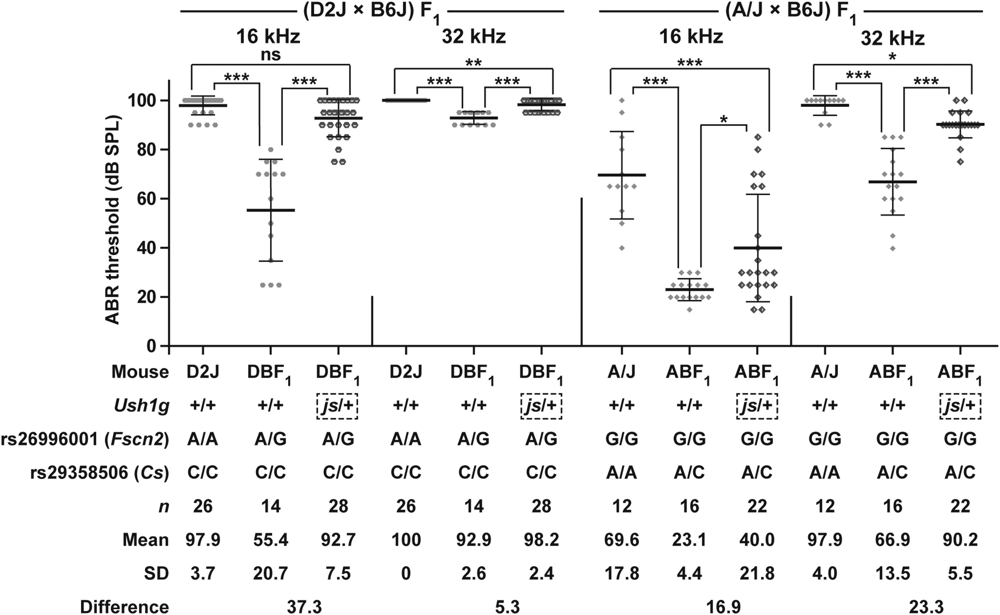 (D2J × B6J) F1 (A/J × B6J) F1
16 kHz 32 kHz 16 kHz 32 kHz
ns ** *** *
*** *** *** *** *** * *** ***
ABR threshold (dB SPL)
100
80
60
40
20
0
Mouse D2J DBF1 DBF1 D2J DBF1 DBF1 A/J ABF1 ABF1 A/J ABF1 ABF1
Ush1g +/+ +/+ js/+ +/+ +/+ js/+ +/+ +/+ js/+ +/+ +/+ js/+
rs26996001 (Fscn2) A/A A/G A/G A/A A/G A/G G/G G/G G/G G/G G/G G/G
rs29358506 (Cs) C/C C/C C/C C/C C/C C/C A/A A/C A/C A/A A/C A/C
n 26 14 28 26 14 28 12 16 22 12 16 22
Mean 97.9 55.4 92.7 100 92.9 98.2 69.6 23.1 40.0 97.9 66.9 90.2
SD 3.7 20.7 7.5 0 2.6 2.4 17.8 4.4 21.8 4.0 13.5 5.5
Difference 37.3 5.3 16.9 23.3